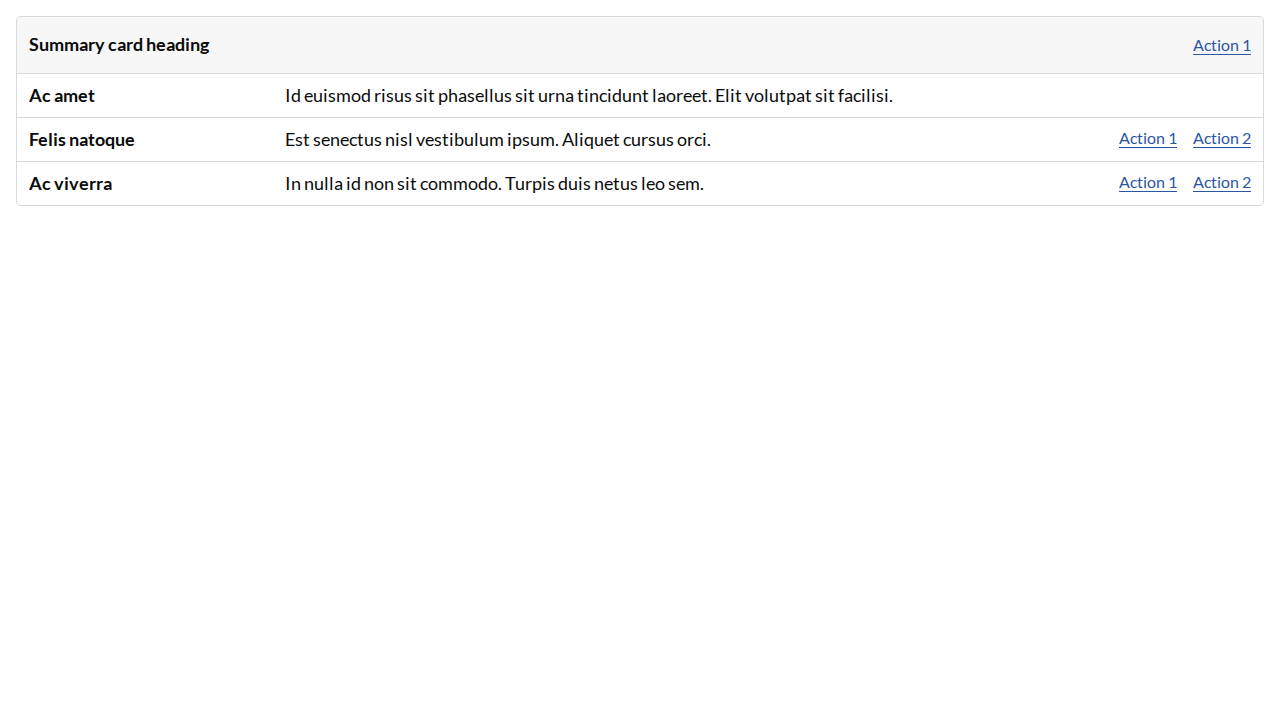 Summary card heading Action 1
Ac amet Id euismod risus sit phasellus sit urna tincidunt laoreet. Elit volutpat sit facilisi.
Felis natoque Est senectus nisl vestibulum ipsum. Aliquet cursus orci. Action 1 Action 2
Ac viverra In nulla id non sit commodo. Turpis duis netus leo sem. Action 1 Action 2